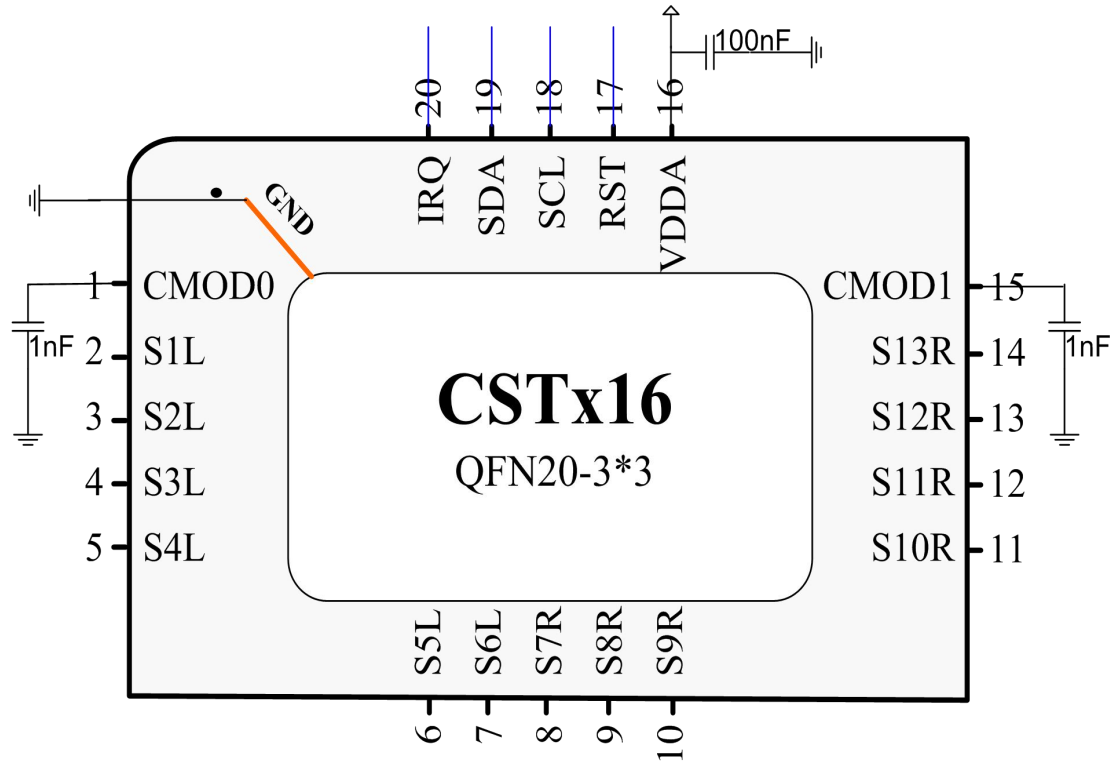 100nF
20 19 18 17 16
IRQ SDA SCL RST VDDA
GND
1 CMOD0
CMOD1 15
1nF
1nF
2 S1L
S13R 14
3 S2L
S12R 13
4 S3L
S11R 12
5 S4L
S10R 11
CSTx16
QFN20-3*3
S5L S6L S7R S8R S9R
6 7 8 9 10